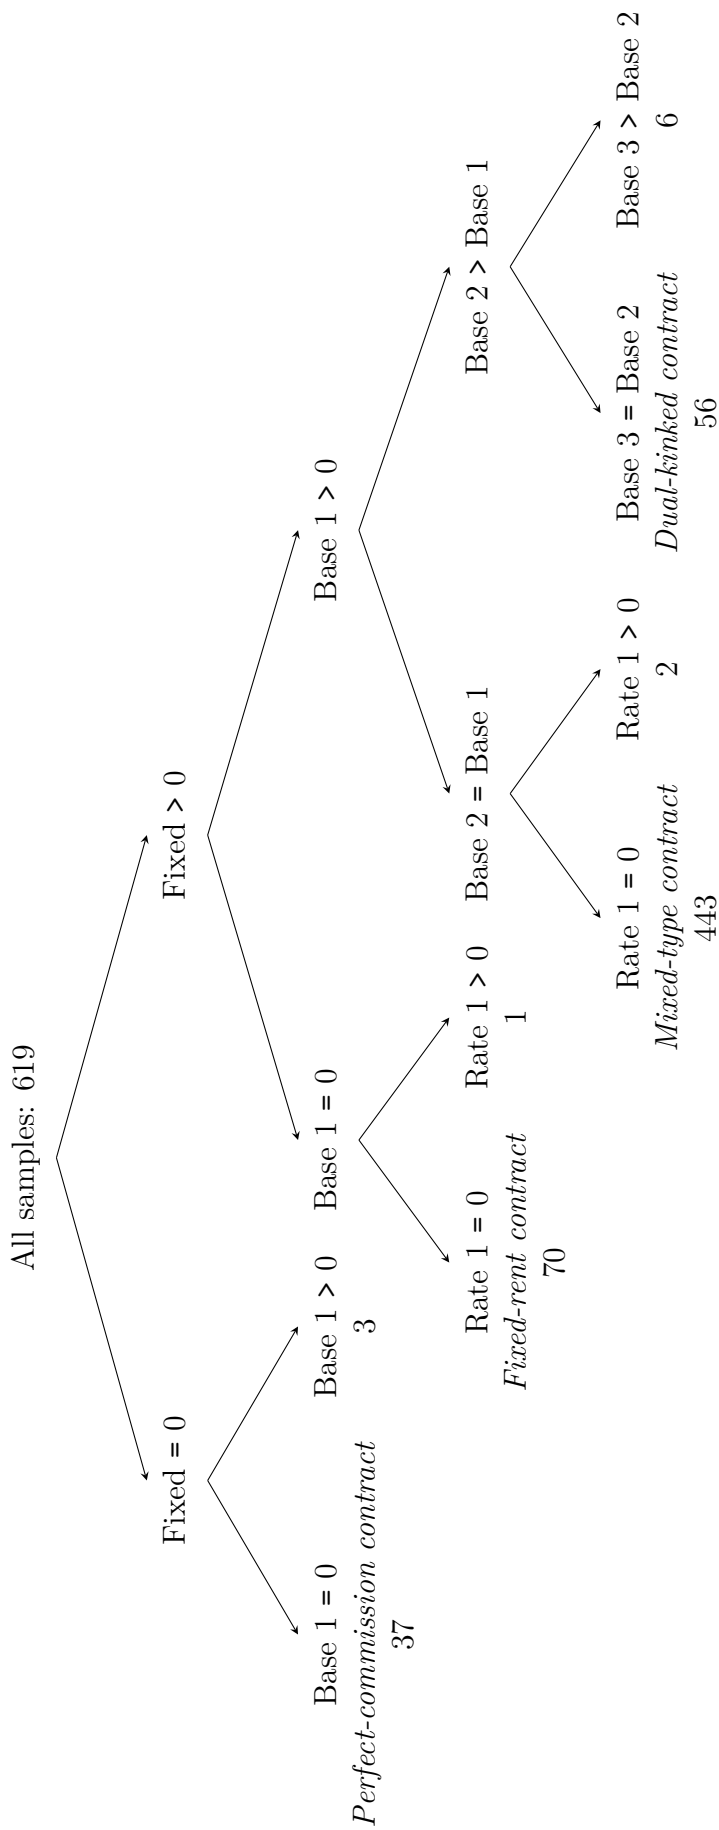 All samples: 619
Fixed = 0
Fixed > 0
Base 1 = 0
Perfect-commission contract
37
Base 1 > 0
3
Base 1 = 0
Base 1 > 0
Rate 1 = 0
Fixed-rent contract
70
Rate 1 > 0
1
Base 2 = Base 1
Base 2 > Base 1
Rate 1 = 0
Mixed-type contract
443
Rate 1 > 0
2
Base 3 = Base 2
Dual-kinked contract
56
Base 3 > Base 2
6